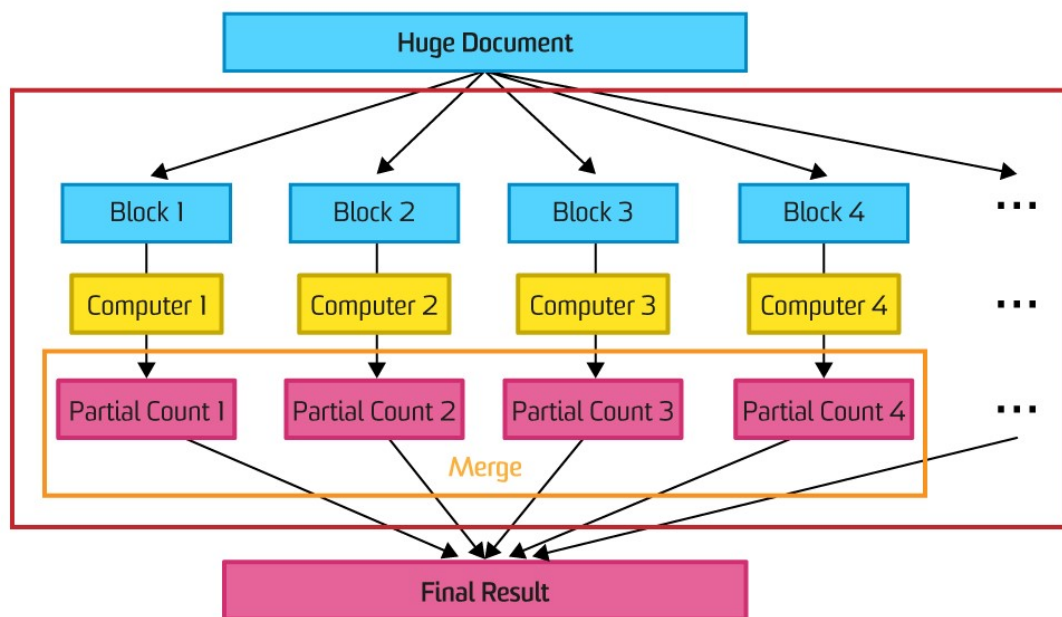 Huge Document
Block 1
Block 2
Block 3
Block 4
...
Computer 1
Computer 2
Computer 3
Computer 4
...
Partial Count 1
Partial Count 2
Partial Count 3
Partial Count 4
...
Merge
Final Result